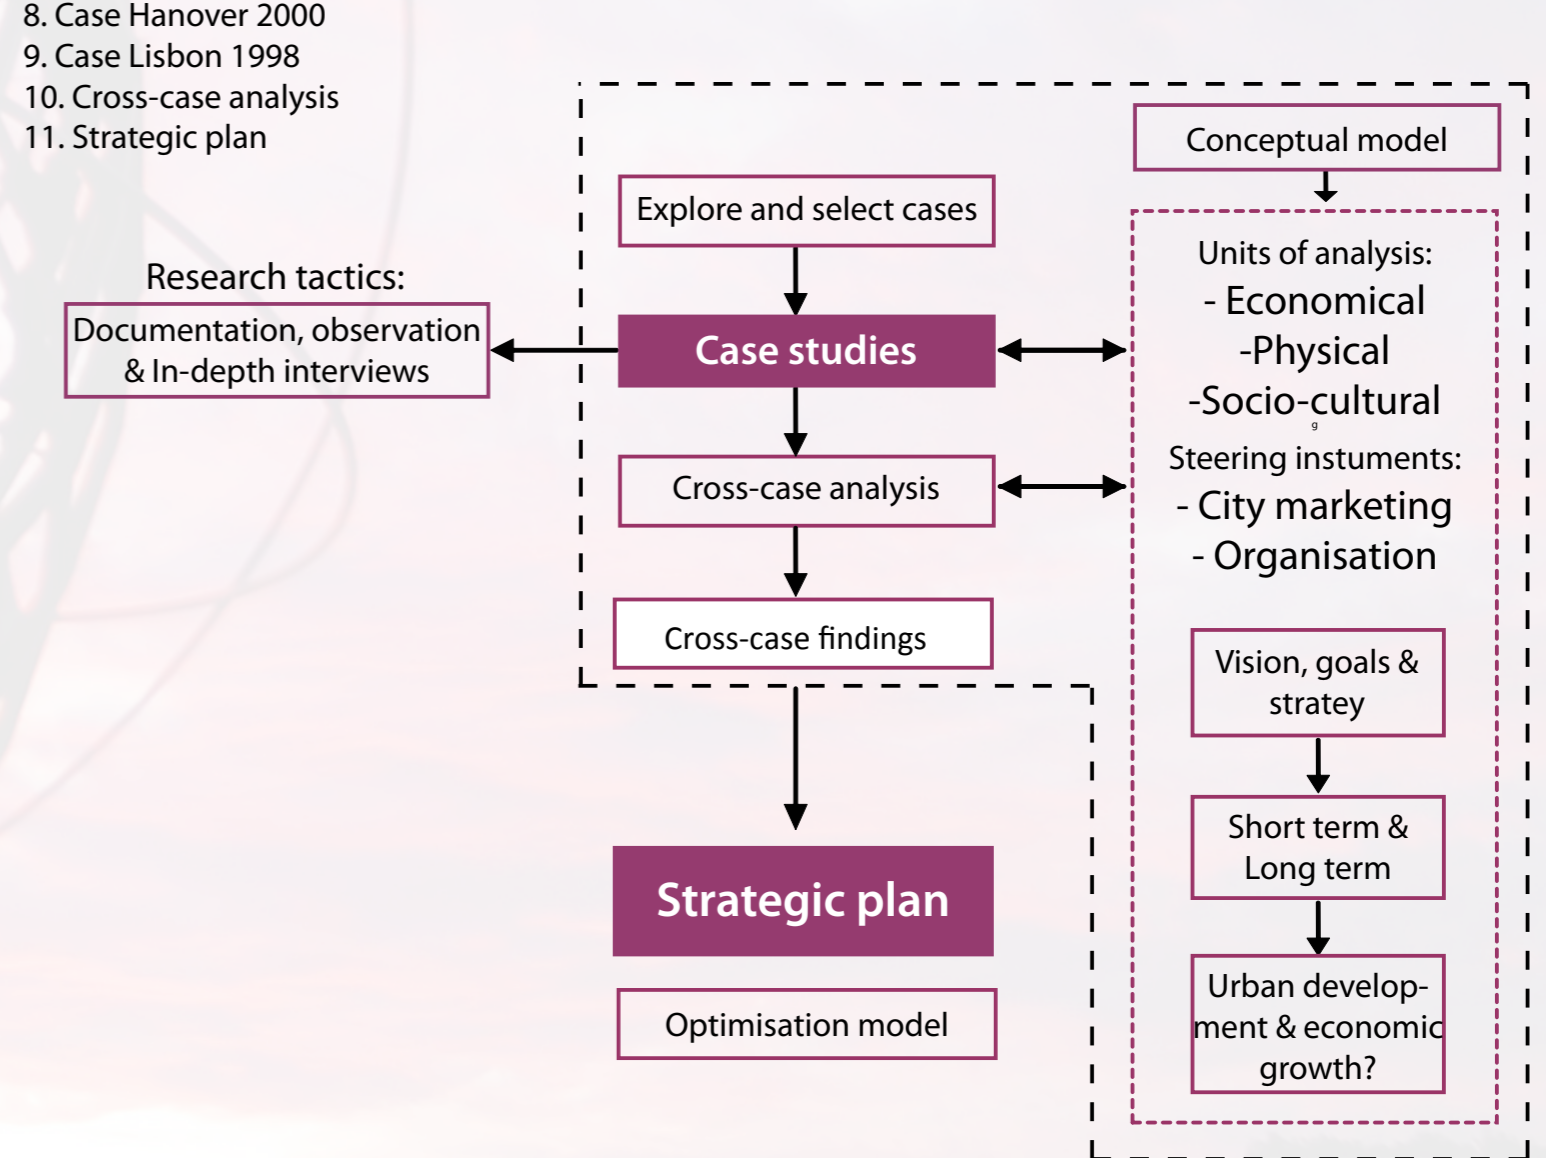 8. Case Hanover 2000
9. Case Lisbon 1998
10. Cross-case analysis
11. Strategic plan
Research tactics:
Documentation, observation
& In-depth interviews
Explore and select cases
Case studies
Cross-case analysis
Cross-case findings
Strategic plan
Optimisation model
Conceptual model
Units of analysis:
- Economical
-Physical
-Socio-cultural
g
Steering instuments:
- City marketing
- Organisation
Vision, goals &
stratey
Short term &
Long term
Urban develop-
ment & economic
growth?